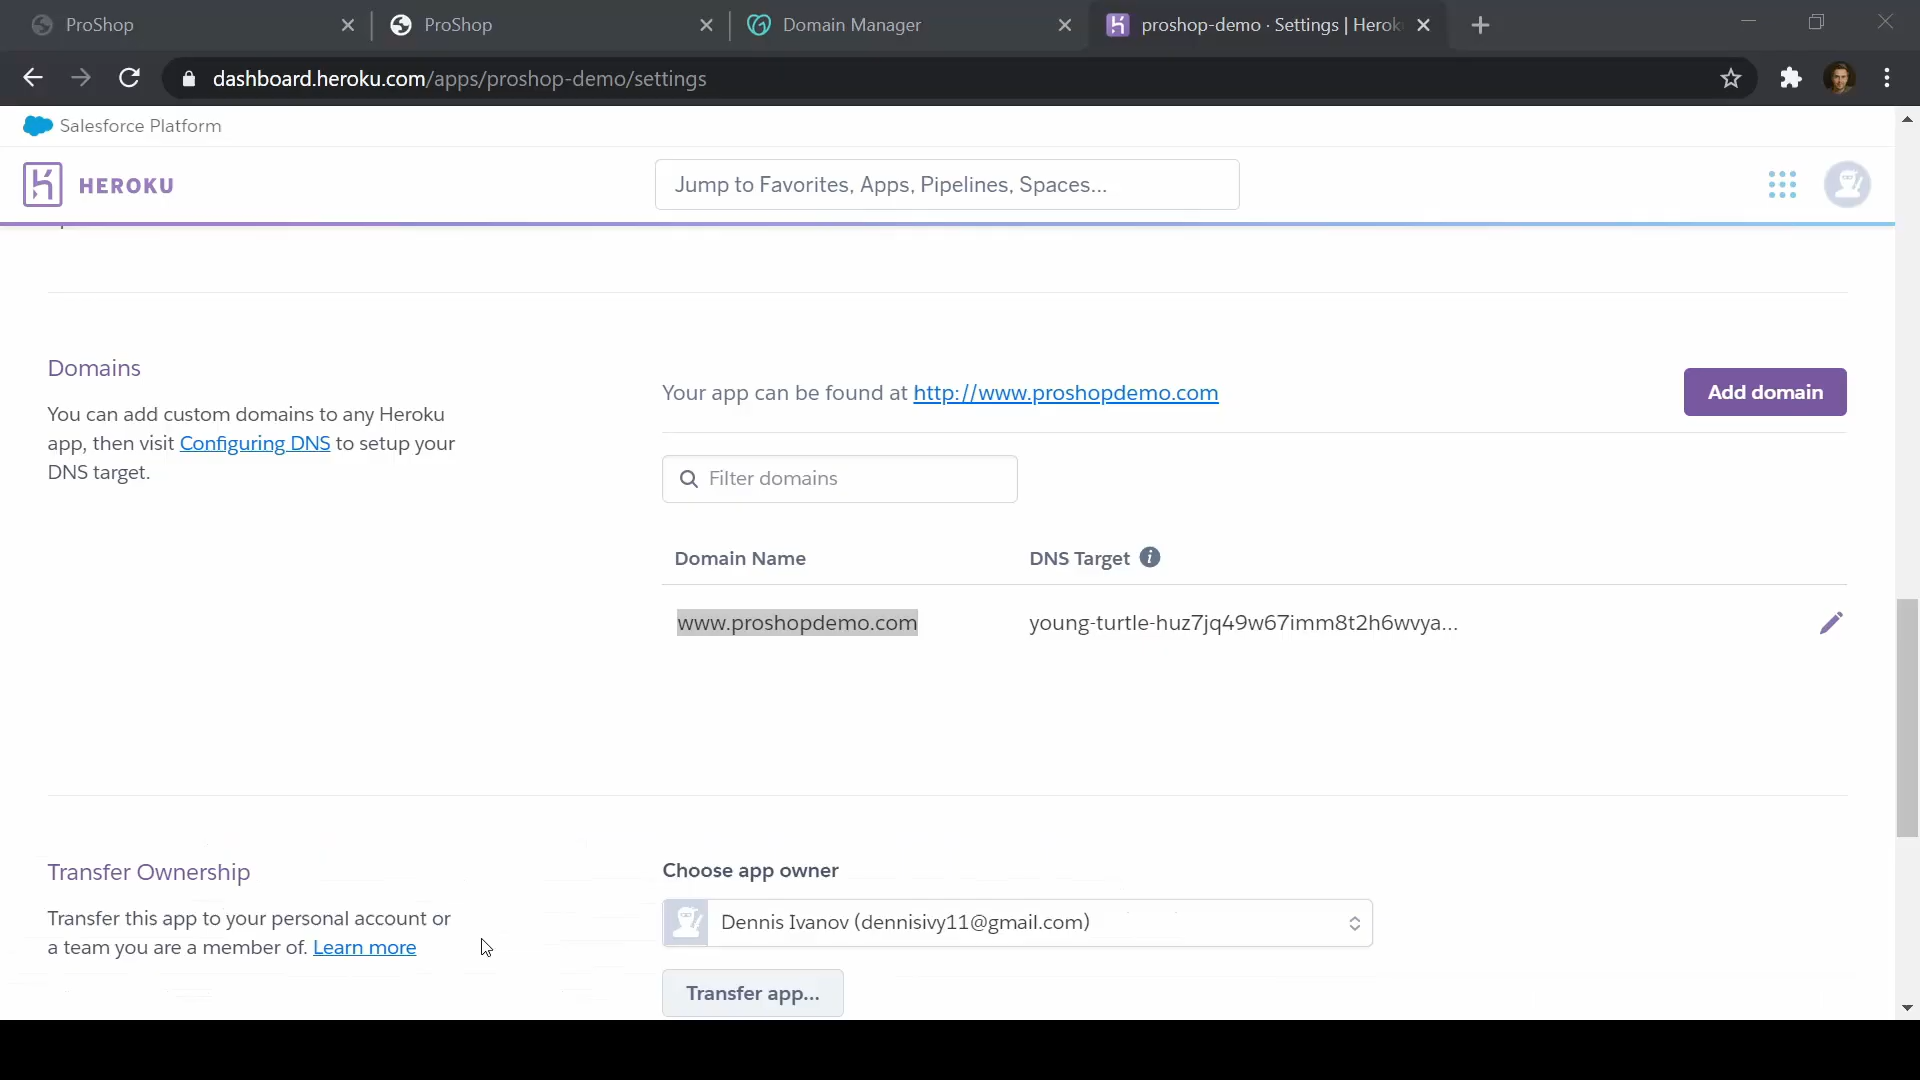 ProShop
ProShop
Domain Manager
proshop-demo · Settings | Herok
dashboard.heroku.com/apps/proshop-demo/settings
Salesforce Platform
HEROKU
Jump to Favorites, Apps, Pipelines, Spaces...
Domains
You can add custom domains to any Heroku
app, then visit Configuring DNS to setup your
DNS target.
Your app can be found at http://www.proshopdemo.com
Add domain
Filter domains
Domain Name
DNS Target
www.proshopdemo.com
young-turtle-huz7jq49w67imm8t2h6wvya...
Transfer Ownership
Transfer this app to your personal account or
a team you are a member of. Learn more
Choose app owner
Dennis Ivanov (dennisivy11@gmail.com)
Transfer app...